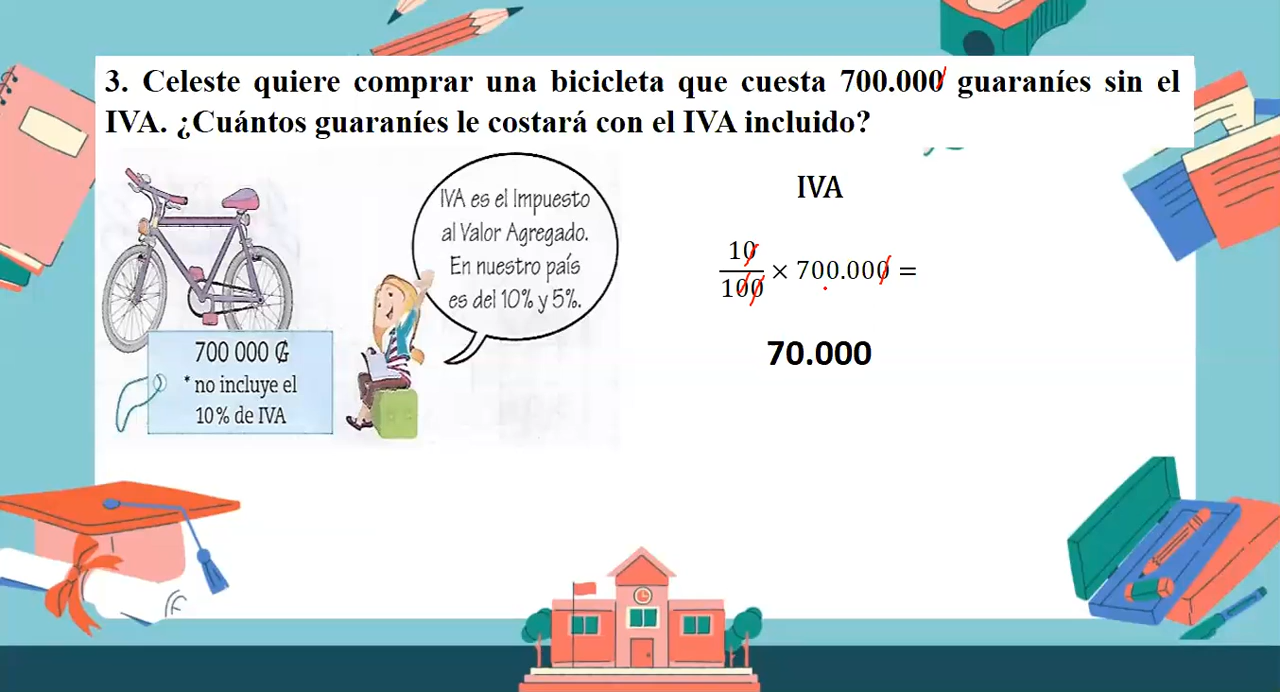 3. Celeste quiere comprar una bicicleta que cuesta 700.000 guaraníes sin el
IVA. ¿Cuántos guaraníes le costará con el IVA incluido?
700 000 ₲
* no incluye el
10% de IVA
IVA es el Impuesto
al Valor Agregado.
En nuestro país
es del 10% y 5%.
IVA
10
100 × 700.000 =
70.000